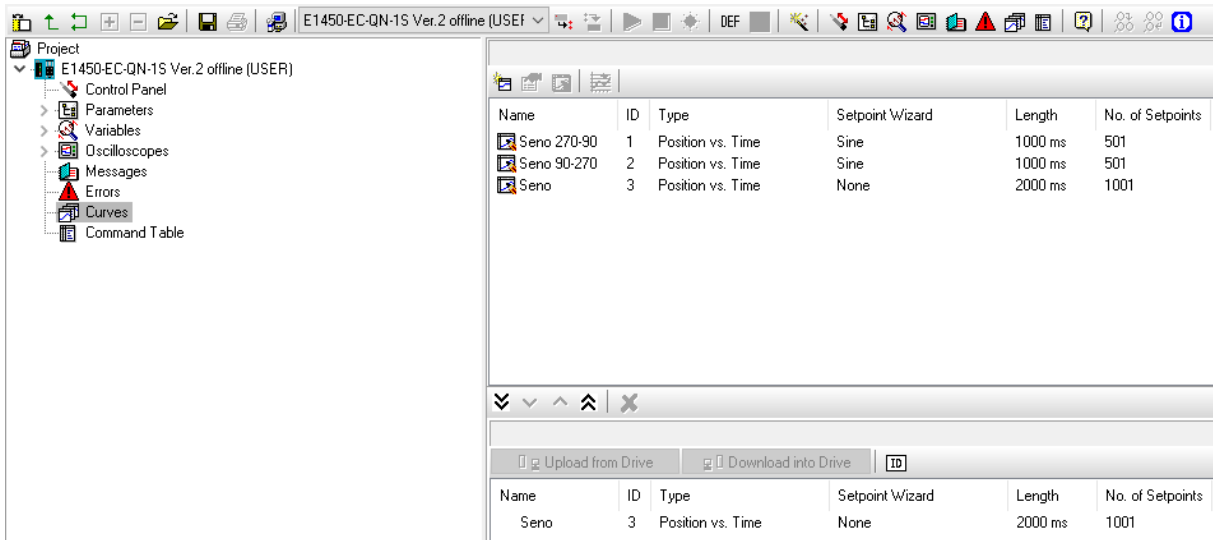 E1450-EC-QN-1S Ver.2 offline (USEF
DEF
Project
E1450-EC-QN-1S Ver.2 offline (USER)
Control Panel
Parameters
Variables
Oscilloscopes
Messages
Errors
Curves
Command Table
Name ID Type Setpoint Wizard Length No. of Setpoints
Seno 270-90 1 Position vs. Time Sine 1000 ms 501
Seno 90-270 2 Position vs. Time Sine 1000 ms 501
Seno 3 Position vs. Time None 2000 ms 1001
Upload from Drive Download into Drive ID
Name ID Type Setpoint Wizard Length No. of Setpoints
Seno 3 Position vs. Time None 2000 ms 1001